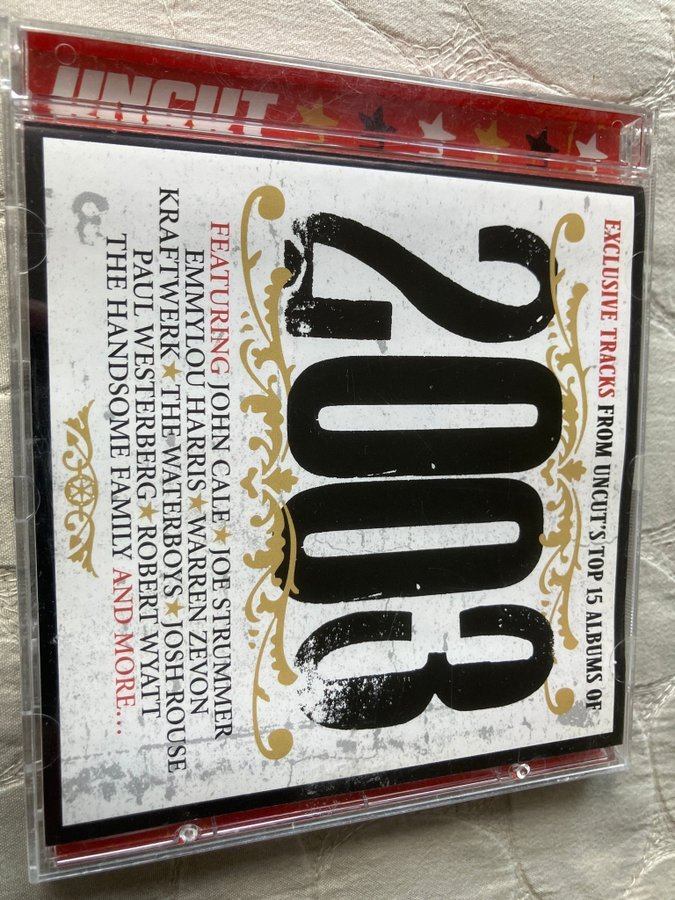 UNCUT
EXCLUSIVE TRACKS FROM UNCUT'S TOP 15 ALBUMS OF
2003
FEATURING JOHN CALE ★ JOE STRUMMER
EMMYLOU HARRIS ★ WARREN ZEVON
KRAFTWERK ★ THE WATERBOYS ★ JOSH ROUSE
PAUL WESTERBERG ★ ROBERT WYATT
THE HANDSOME FAMILY AND MORE...